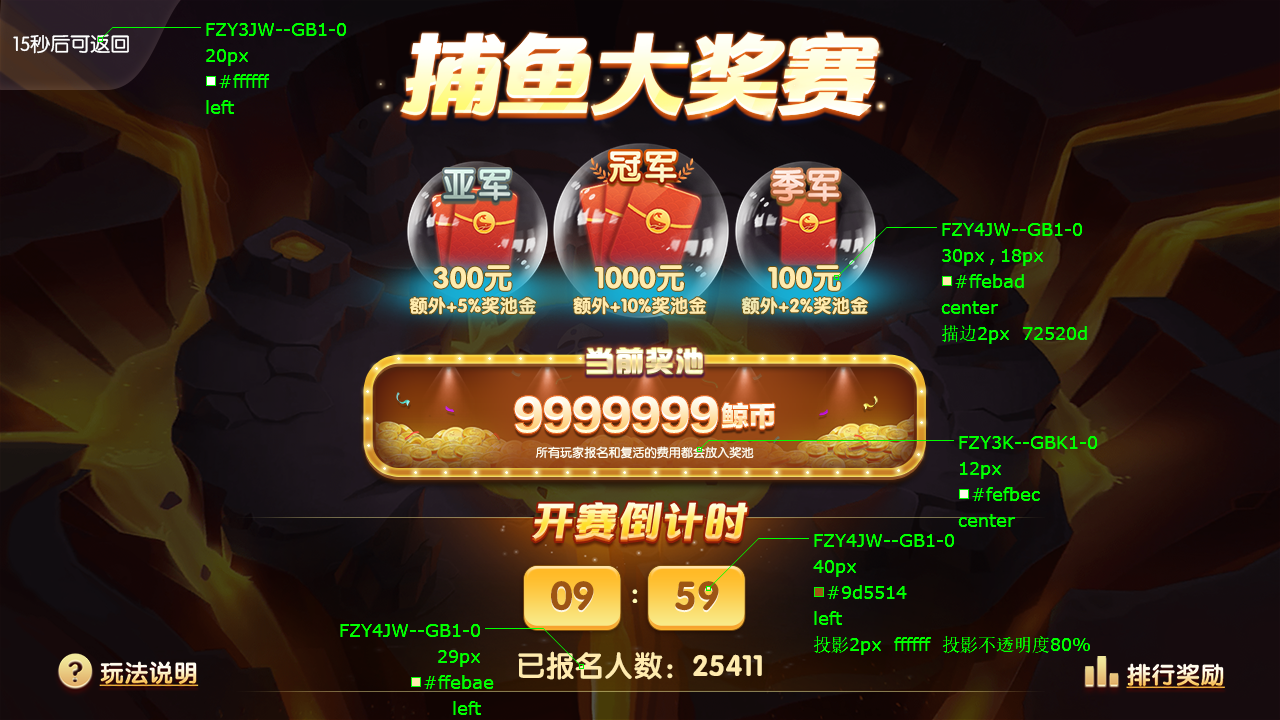 15秒后可返回
FZY3JW--GB1-0
20px
#ffffff
left
捕鱼大奖赛
亚军
冠军
季军
300元
1000元
100元
额外+5%奖池金
额外+10%奖池金
额外+2%奖池金
FZY4JW--GB1-0
30px , 18px
#ffebad
center
描边2px 72520d
当前奖池
9999999鲸币
所有玩家报名和复活的费用都会放入奖池
FZY3K--GBK1-0
12px
#fefbec
center
开赛倒计时
09 : 59
FZY4JW--GB1-0
40px
#9d5514
left
投影2px ffffff 投影不透明度80%
FZY4JW--GB1-0
29px
#ffebae
left
已报名人数：25411
? 玩法说明
排行奖励